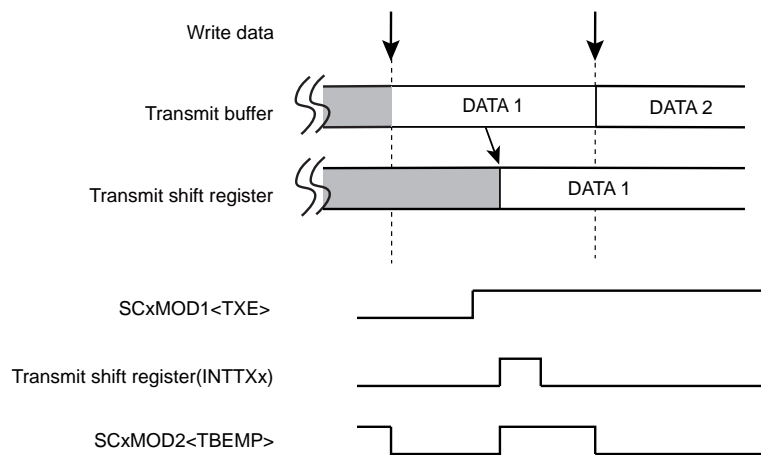 Write data
Transmit buffer
DATA 1
DATA 2
Transmit shift register
DATA 1
SCxMOD1<TXE>
Transmit shift register(INTTXx)
SCxMOD2<TBEMP>